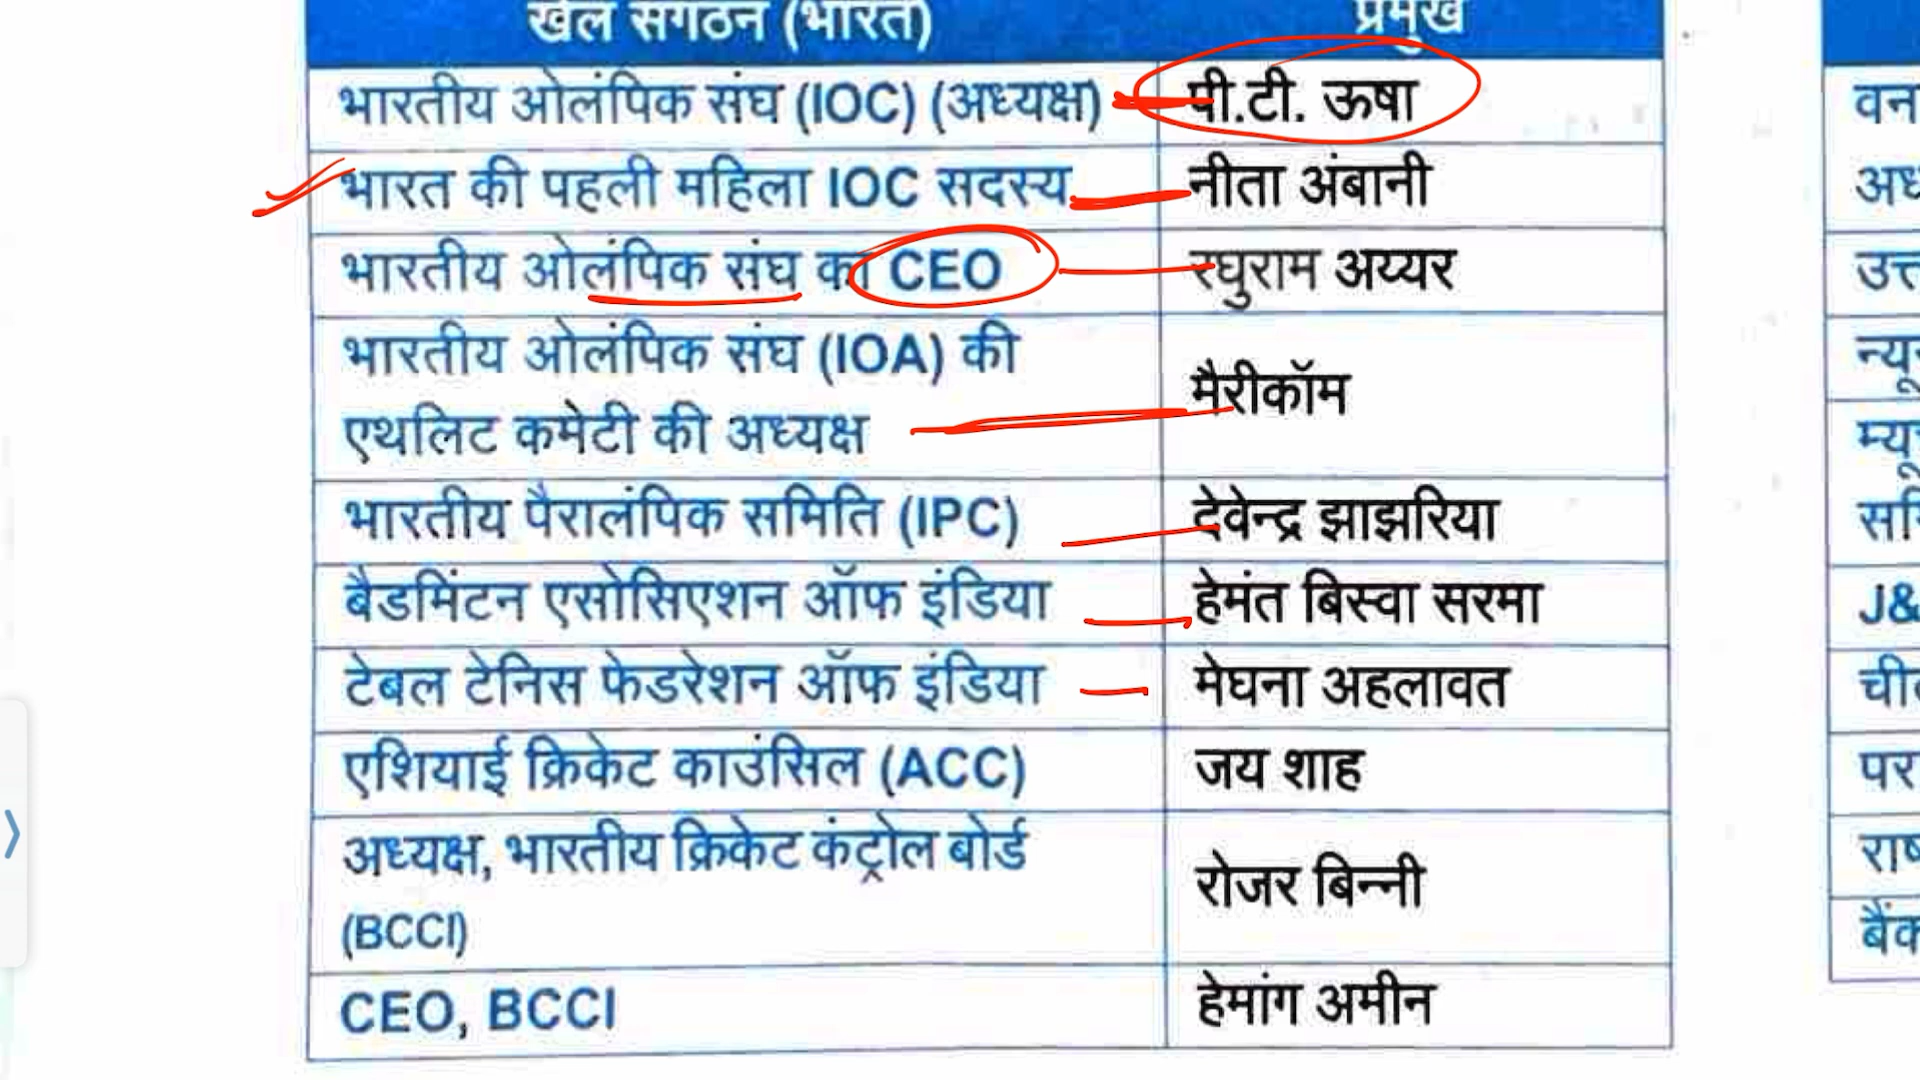 खेल संगठन (भारत) प्रमुख
भारतीय ओलंपिक संघ (IOC) (अध्यक्ष) पी.टी. ऊषा
भारत की पहली महिला IOC सदस्य नीता अंबानी
भारतीय ओलंपिक संघ का CEO रघुराम अय्यर
भारतीय ओलंपिक संघ (IOA) की
एथलिट कमेटी की अध्यक्ष मैरीकॉम
भारतीय पैरालंपिक समिति (IPC) देवेन्द्र झाझरिया
बैडमिंटन एसोसिएशन ऑफ इंडिया हेमंत बिस्वा सरमा
टेबल टेनिस फेडरेशन ऑफ इंडिया मेघना अहलावत
एशियाई क्रिकेट काउंसिल (ACC) जय शाह
अध्यक्ष, भारतीय क्रिकेट कंट्रोल बोर्ड
(BCCI) रोजर बिन्नी
CEO, BCCI हेमांग अमीन
J&